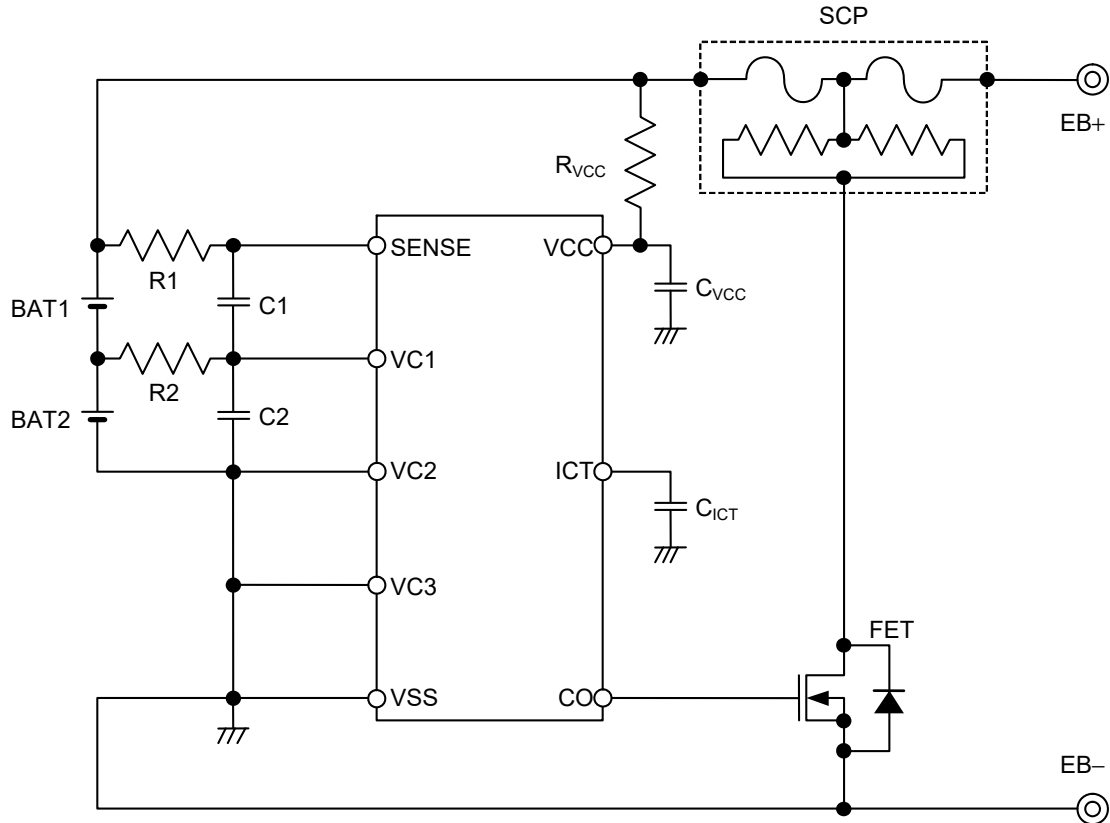 SCP
EB+
RVCC
SENSE
VCC
R1
BAT1
C1
CVCC
VC1
R2
BAT2
C2
VC2
ICT
CICT
VC3
FET
VSS
CO
EB−